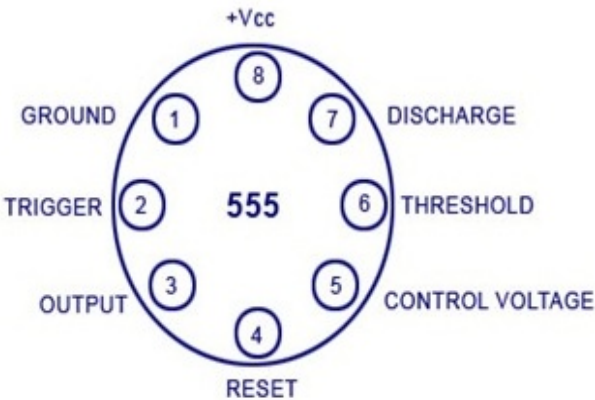 +Vcc
8
GROUND 1 7 DISCHARGE
TRIGGER 2 555 6 THRESHOLD
OUTPUT 3 5 CONTROL VOLTAGE
4
RESET